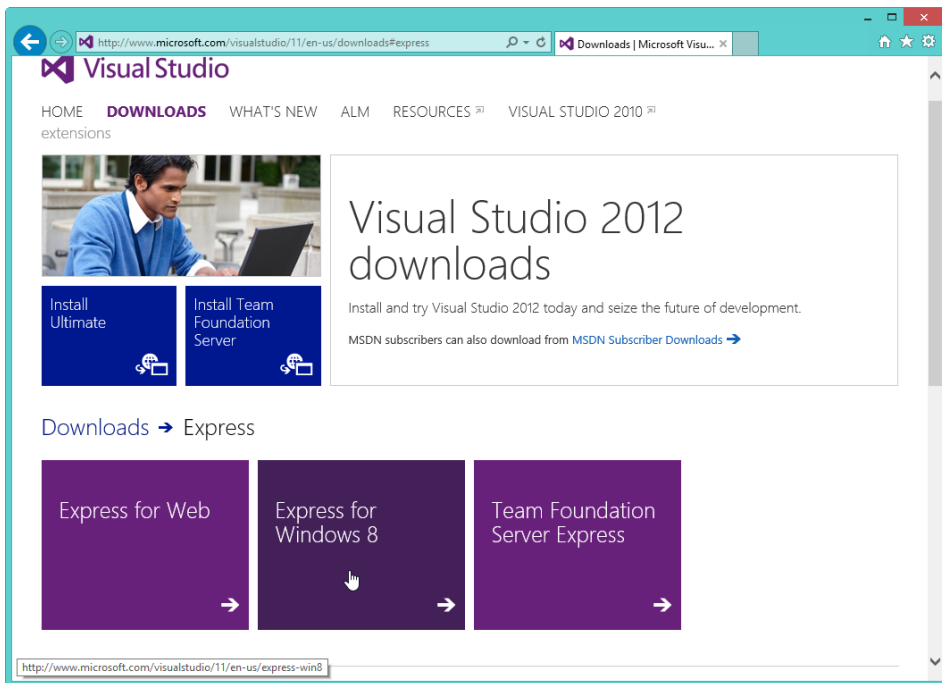 http://www.microsoft.com/visualstudio/11/en-us/downloads#express
Downloads | Microsoft Visu...
Visual Studio
HOME DOWNLOADS WHAT'S NEW ALM RESOURCES VISUAL STUDIO 2010
extensions
Visual Studio 2012
downloads
Install and try Visual Studio 2012 today and seize the future of development.
MSDN subscribers can also download from MSDN Subscriber Downloads
Install
Ultimate
Install Team
Foundation
Server
Downloads → Express
Express for Web
Express for
Windows 8
Team Foundation
Server Express
http://www.microsoft.com/visualstudio/11/en-us/express-win8